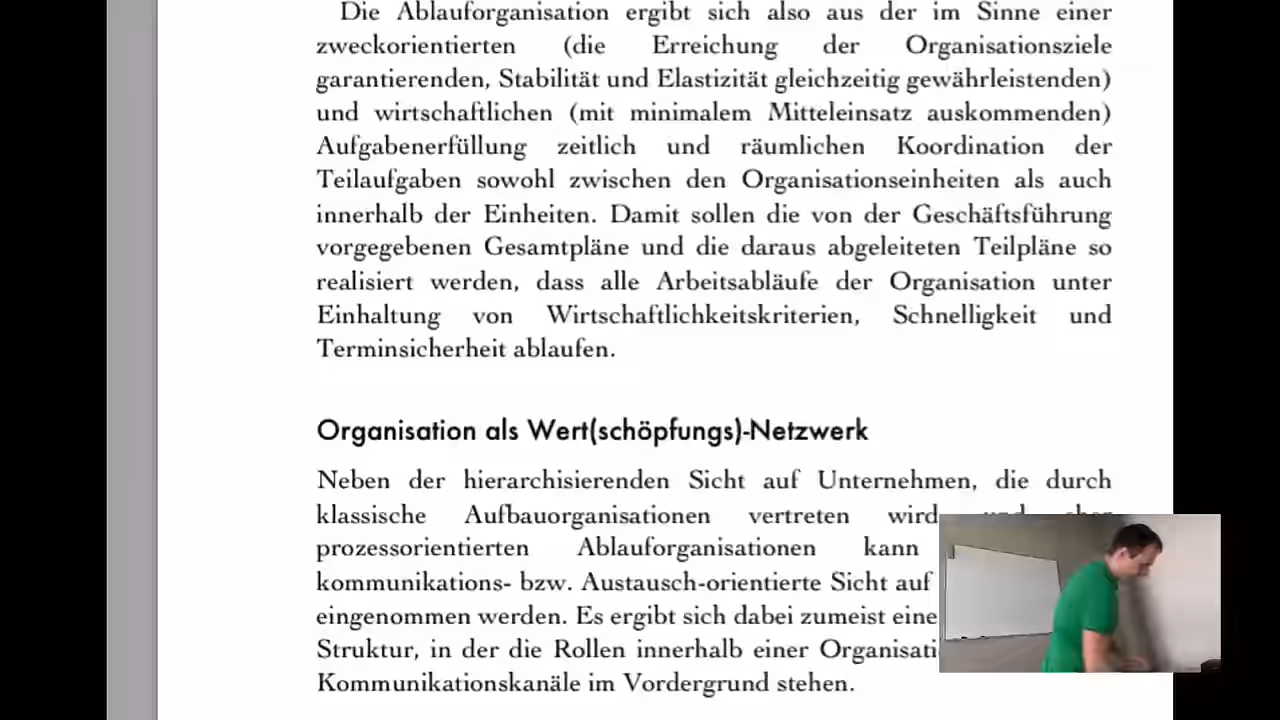 Die Ablauforganisation ergibt sich also aus der im Sinne einer
zweckorientierten (die Erreichung der Organisationsziele
garantierenden, Stabilität und Elastizität gleichzeitig gewährleistenden)
und wirtschaftlichen (mit minimalem Mitteleinsatz auskommenden)
Aufgabenerfüllung zeitlich und räumlichen Koordination der
Teilaufgaben sowohl zwischen den Organisationseinheiten als auch
innerhalb der Einheiten. Damit sollen die von der Geschäftsführung
vorgegebenen Gesamtpläne und die daraus abgeleiteten Teilpläne so
realisiert werden, dass alle Arbeitsabläufe der Organisation unter
Einhaltung von Wirtschaftlichkeitskriterien, Schnelligkeit und
Terminsicherheit ablaufen.
Organisation als Wert(schöpfungs)-Netzwerk
Neben der hierarchisierenden Sicht auf Unternehmen, die durch
klassische Aufbauorganisationen vertreten wird
prozessorientierten Ablauforganisationen kann
kommunikations- bzw. Austausch-orientierte Sicht auf
eingenommen werden. Es ergibt sich dabei zumeist eine
Struktur, in der die Rollen innerhalb einer
Kommunikationskanäle im Vordergrund stehen.